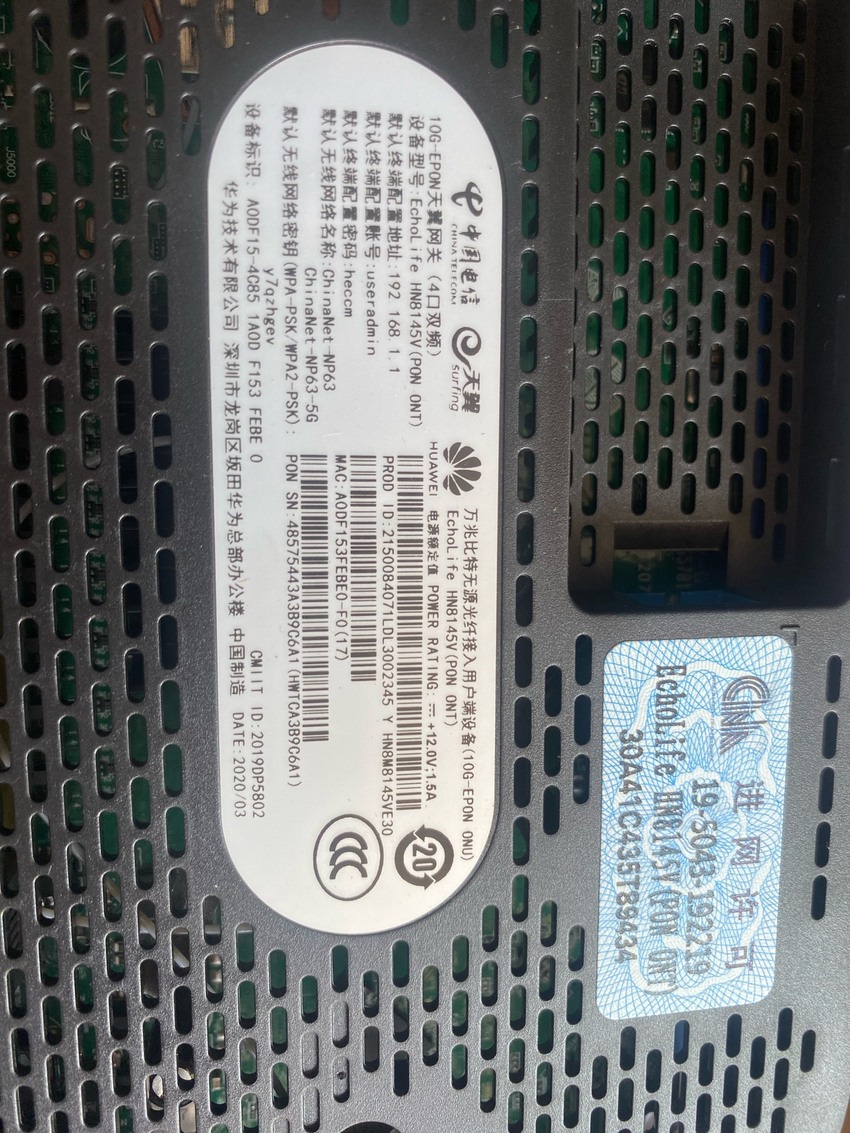 中国电信
CHINA TELECOM
天翼
surfing
10G-EPON天翼网关(4口双频)
设备型号:EchoLife HN8145V(PON ONT)
默认终端配置地址:192.168.1.1
默认终端配置账号:useradmin
默认终端配置密码:heccm
默认无线网络名称:ChinaNet-NP63
ChinaNet-NP63-5G
默认无线网络密钥(WPA-PSK/WPA2-PSK):
y7qzhgev
设备标识: A0DF15-4C85 1A0D F153 FEBE 0
华为技术有限公司 深圳市龙岗区坂田华为总部办公楼 中国制造 DATE:2020/03
HUAWEI
万兆比特无源光纤接入用户端设备(10G-EPON ONU)
EchoLife HN8145V(PON ONT)
电源额定值 POWER RATING: ⎓ +12.0V;1.5A
PROD ID:2150084071LDL3002345 Y HN8M8145VE30
MAC:A0DF153FEBE0-F0(17)
PON SN:48575443A3B9C6A1(HWTCA3B9C6A1)
CMIIT ID:2019DP5802
20
CCC
进网许可
19-5043-192219
EchoLife HN8145V(PON ONT)
30A41C435T89434
J5000